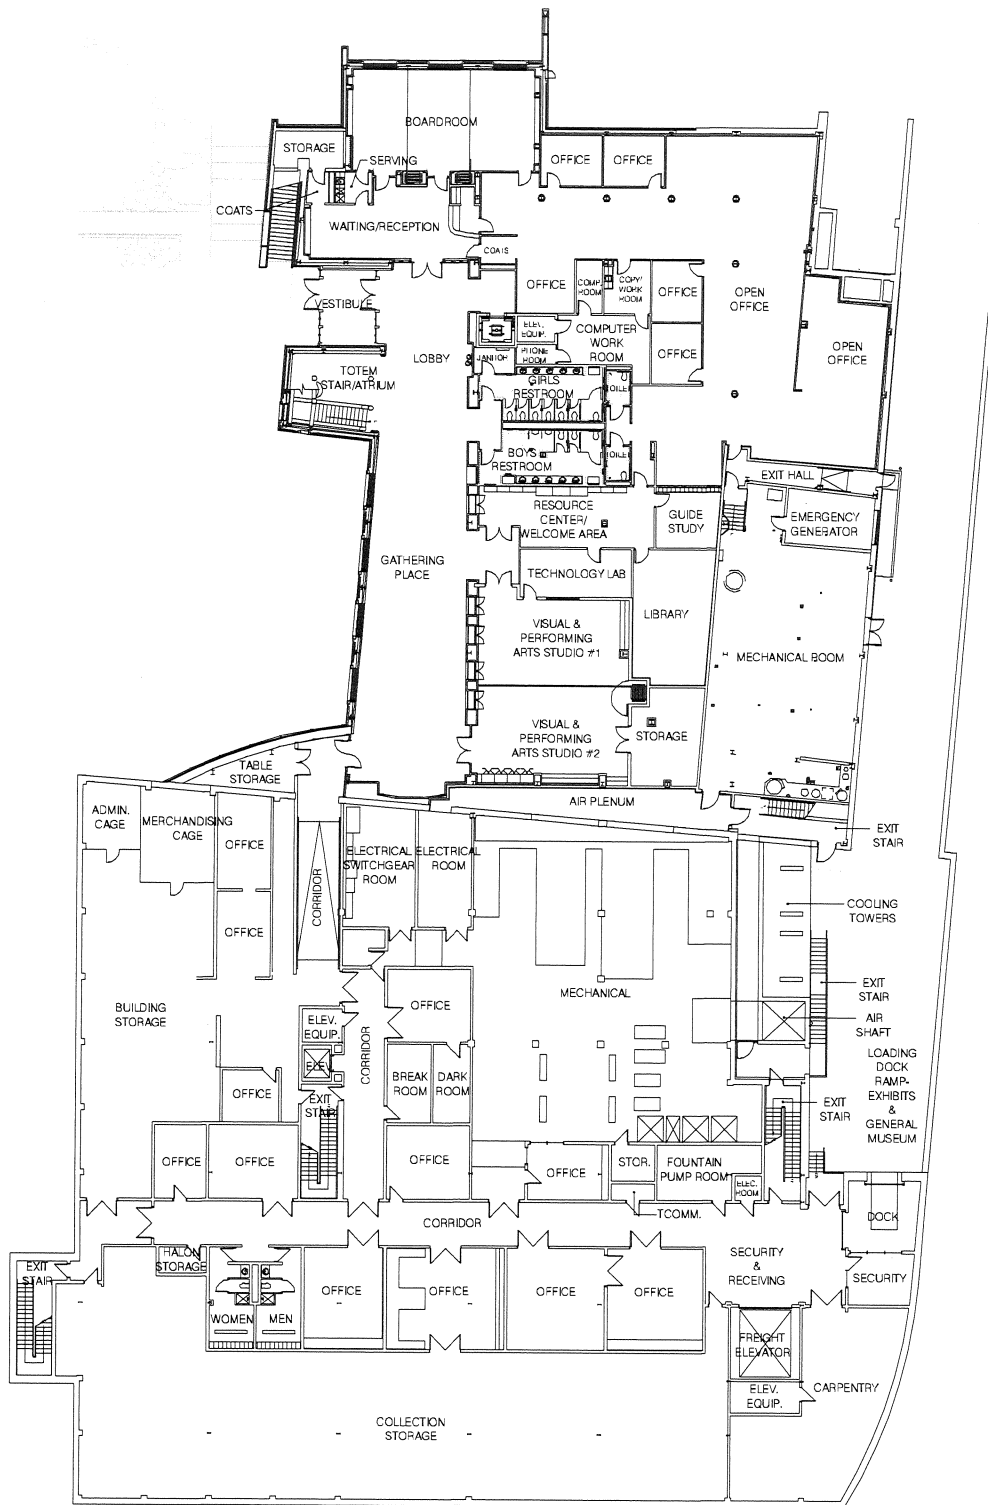 BOARDROOM
STORAGE
SERVING
OFFICE
OFFICE
COATS
WAITING/RECEPTION
COATS
VESTIBULE
OFFICE
COMP.
ROOM
COPY/
WORK
ROOM
OFFICE
OPEN
OFFICE
ELEV.
EQUIP.
COMPUTER
WORK
ROOM
LOBBY
JANITOR
PHONE
ROOM
OFFICE
OPEN
OFFICE
TOTEM
STAIR/ATRIUM
GIRLS
RESTROOM
TOILET
BOYS
RESTROOM
TOILET
EXIT HALL
RESOURCE
CENTER/
WELCOME AREA
GUIDE
STUDY
EMERGENCY
GENERATOR
GATHERING
PLACE
TECHNOLOGY LAB
LIBRARY
VISUAL &
PERFORMING
ARTS STUDIO #1
MECHANICAL ROOM
VISUAL &
PERFORMING
ARTS STUDIO #2
STORAGE
TABLE
STORAGE
AIR PLENUM
ADMIN.
CAGE
MERCHANDISING
CAGE
OFFICE
EXIT
STAIR
ELECTRICAL
SWITCHGEAR
ROOM
ELECTRICAL
ROOM
CORRIDOR
COOLING
TOWERS
OFFICE
MECHANICAL
EXIT
STAIR
BUILDING
STORAGE
OFFICE
ELEV.
EQUIP.
AIR
SHAFT
CORRIDOR
ELEV.
LOADING
DOCK
RAMP-
EXHIBITS
&
GENERAL
MUSEUM
BREAK
ROOM
DARK
ROOM
OFFICE
EXIT
STAIR
EXIT
STAIR
OFFICE
OFFICE
OFFICE
OFFICE
STOR.
FOUNTAIN
PUMP ROOM
ELEC.
ROOM
TCOMM.
CORRIDOR
DOCK
HALON
STORAGE
EXIT
STAIR
SECURITY
&
RECEIVING
SECURITY
OFFICE
OFFICE
OFFICE
OFFICE
WOMEN
MEN
FREIGHT
ELEVATOR
ELEV.
EQUIP.
CARPENTRY
COLLECTION
STORAGE